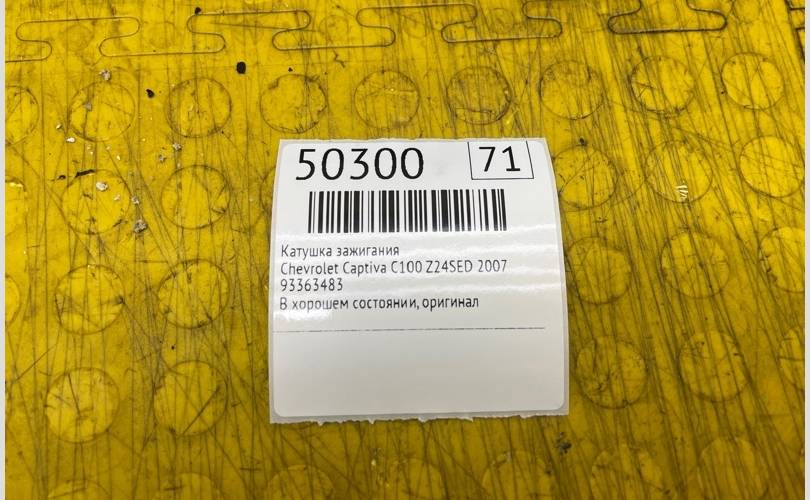 50300 71
Катушка зажигания
Chevrolet Captiva C100 Z24SED 2007
93363483
В хорошем состоянии, оригинал